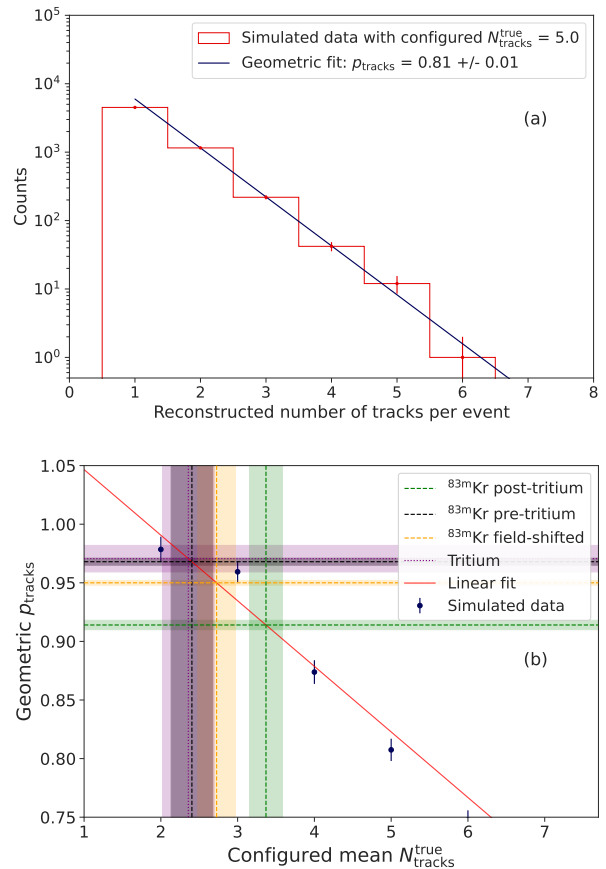 Simulated data with configured N^true_tracks = 5.0
Geometric fit: p_tracks = 0.81 +/- 0.01
(a)
Counts
10^5
10^4
10^3
10^2
10^1
10^0
0 1 2 3 4 5 6 7 8
Reconstructed number of tracks per event
^83mKr post-tritium
^83mKr pre-tritium
^83mKr field-shifted
Tritium
Linear fit
Simulated data
(b)
Geometric p_tracks
1.05
1.00
0.95
0.90
0.85
0.80
0.75
1 2 3 4 5 6 7
Configured mean N^true_tracks